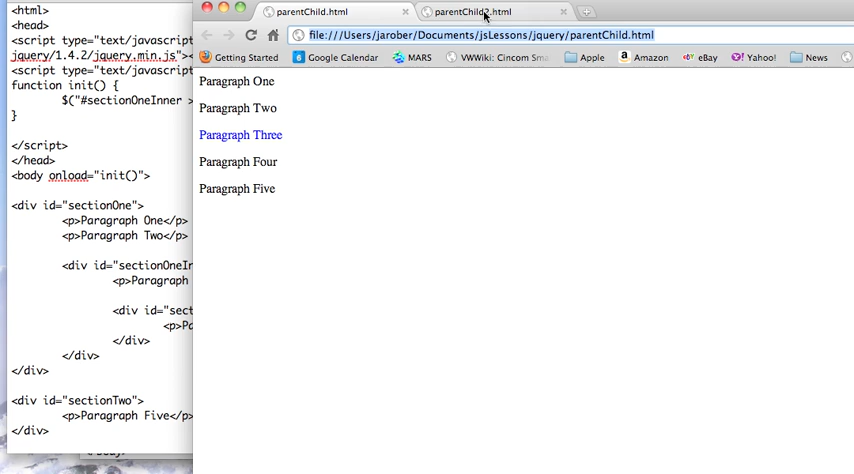 <html>
<head>
<script type="text/javascript
jquery/1.4.2/jquery.min.js"><
<script type="text/javascript
function init() {
$("#sectionOneInner >
}
</script>
</head>
<body onload="init()">
<div id="sectionOne">
<p>Paragraph One</p>
<p>Paragraph Two</p>
<div id="sectionOneIn
<p>Paragraph
<div id="sect
<p>Pa
</div>
</div>
</div>
<div id="sectionTwo">
<p>Paragraph Five</p>
</div>
parentChild.html parentChild2.html
file:///Users/jarober/Documents/jsLessons/jquery/parentChild.html
Getting Started Google Calendar MARS VWWiki: Cincom Sma Apple Amazon eBay Yahoo! News
Paragraph One
Paragraph Two
Paragraph Three
Paragraph Four
Paragraph Five